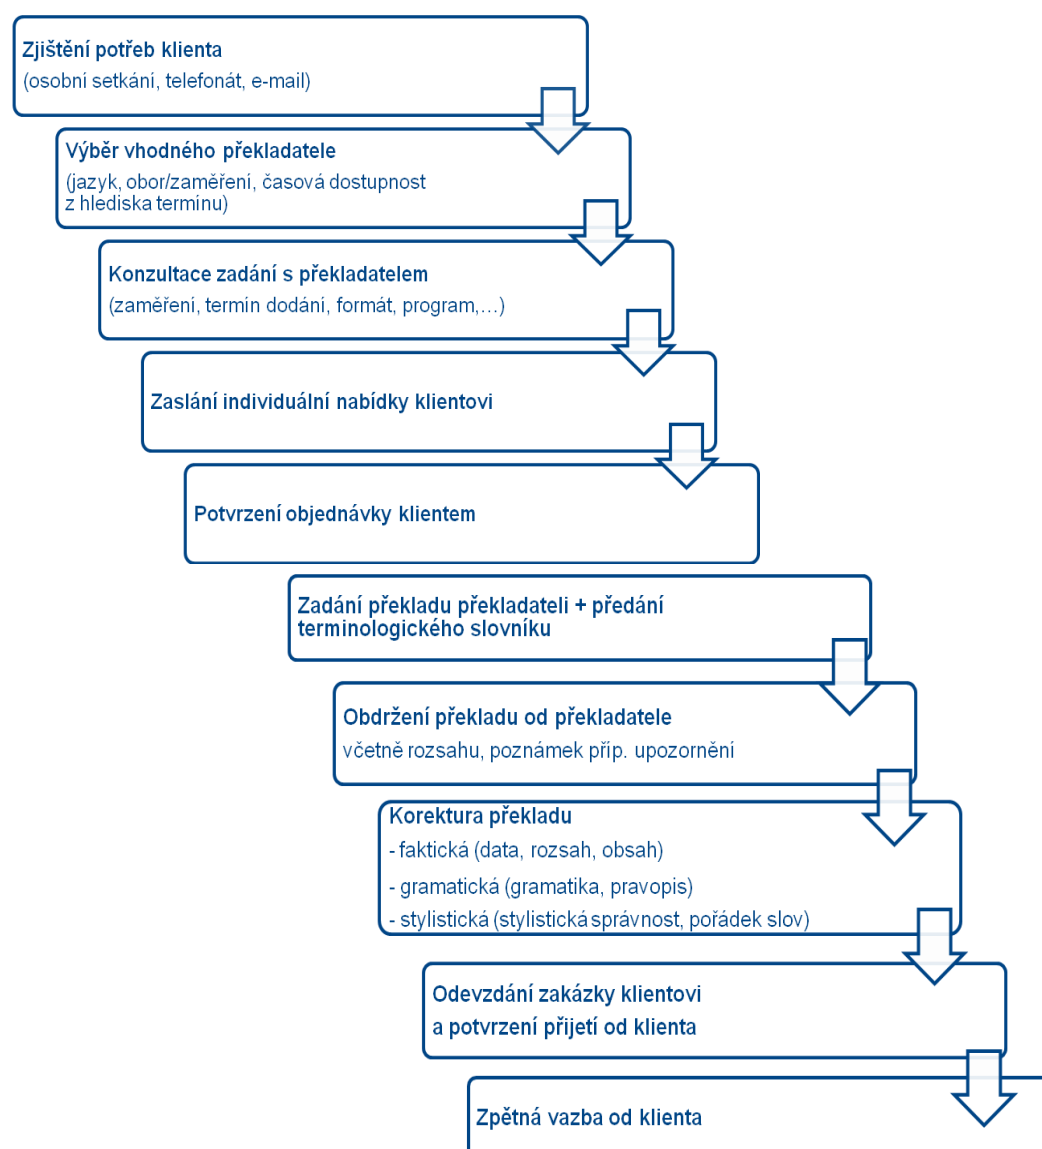 Zjištění potřeb klienta
(osobní setkání, telefonát, e-mail)
Výběr vhodného překladatele
(jazyk, obor/zaměření, časová dostupnost
z hlediska termínu)
Konzultace zadání s překladatelem
(zaměření, termín dodání, formát, program,…)
Zaslání individuální nabídky klientovi
Potvrzení objednávky klientem
Zadání překladu překladateli + předání
terminologického slovníku
Obdržení překladu od překladatele
včetně rozsahu, poznámek příp. upozornění
Korektura překladu
- faktická (data, rozsah, obsah)
- gramatická (gramatika, pravopis)
- stylistická (stylistická správnost, pořádek slov)
Odevzdání zakázky klientovi
a potvrzení přijetí od klienta
Zpětná vazba od klienta